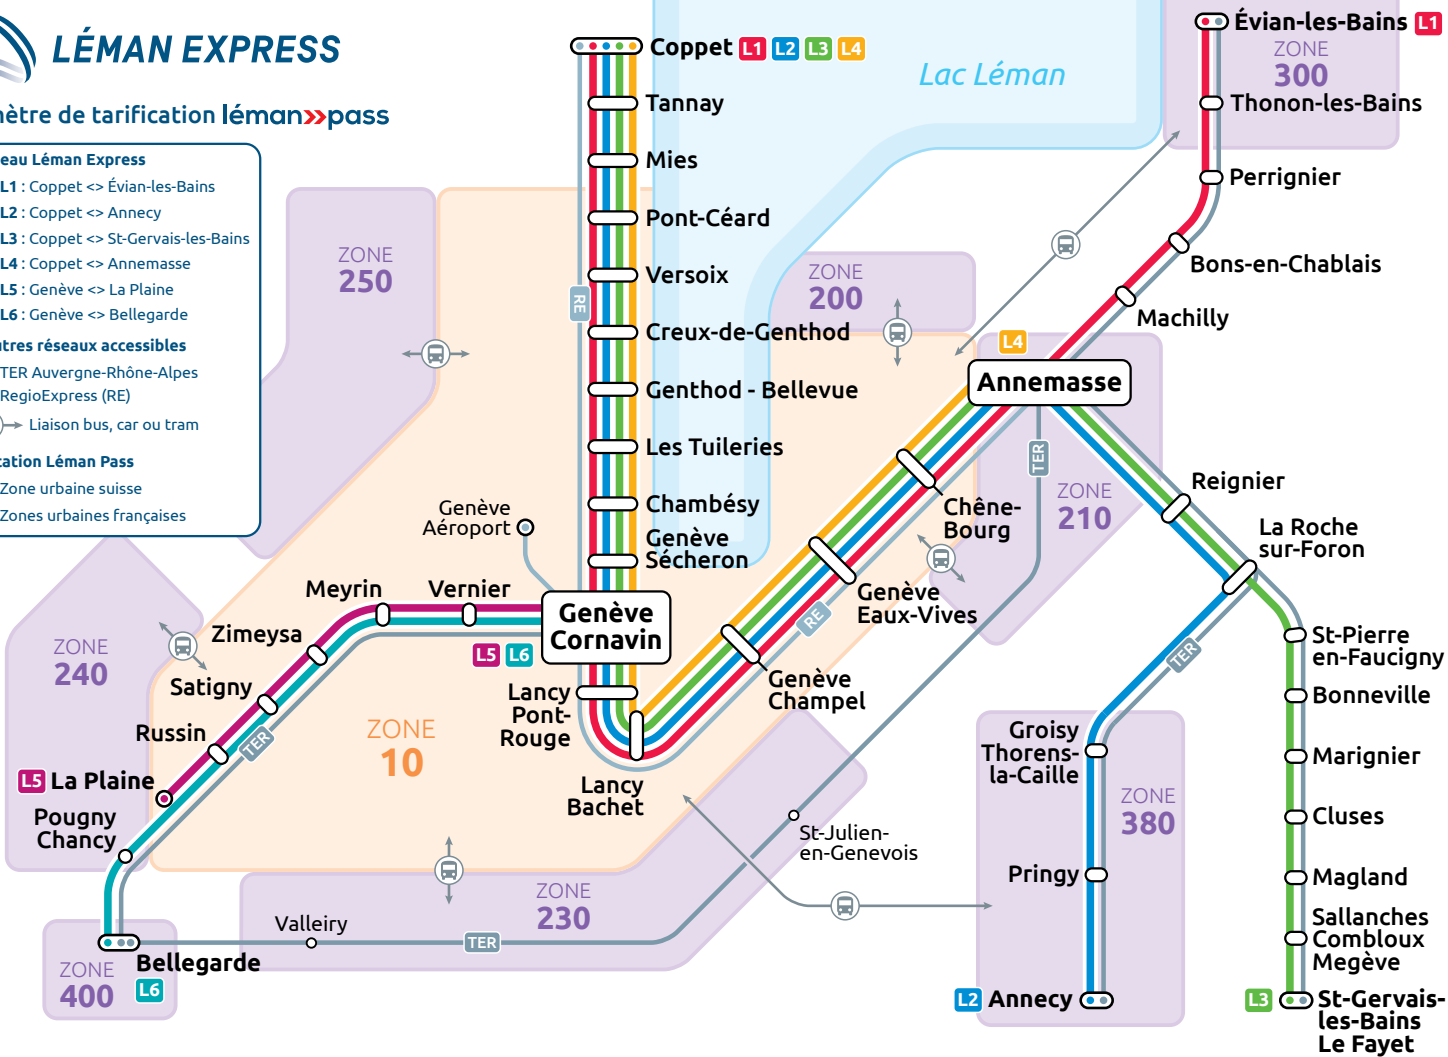 LÉMAN EXPRESS
mètre de tarification léman»pass
eau Léman Express
L1 : Coppet <> Évian-les-Bains
L2 : Coppet <> Annecy
L3 : Coppet <> St-Gervais-les-Bains
L4 : Coppet <> Annemasse
L5 : Genève <> La Plaine
L6 : Genève <> Bellegarde
utres réseaux accessibles
TER Auvergne-Rhône-Alpes
RegioExpress (RE)
Liaison bus, car ou tram
cation Léman Pass
Zone urbaine suisse
Zones urbaines françaises
Coppet L1 L2 L3 L4
Tannay
Mies
Pont-Céard
Versoix
Creux-de-Genthod
Genthod - Bellevue
Les Tuileries
Chambésy
Genève
Sécheron
RE
Lac Léman
Évian-les-Bains L1
ZONE
300
Thonon-les-Bains
Perrignier
Bons-en-Chablais
Machilly
ZONE
250
ZONE
200
L4
Annemasse
TER
ZONE
210
Chêne-
Bourg
Genève
Eaux-Vives
RE
Genève
Champel
Genève
Aéroport
Genève
Cornavin
L5 L6
Vernier
Meyrin
Zimeysa
Satigny
Russin
TER
L5 La Plaine
Pougny
Chancy
ZONE
240
ZONE
10
Lancy
Pont-
Rouge
Lancy
Bachet
Reignier
La Roche
sur-Foron
TER
St-Pierre
en-Faucigny
Bonneville
Marignier
Cluses
Magland
Sallanches
Combloux
Megève
L3 St-Gervais-
les-Bains
Le Fayet
Groisy
Thorens-
la-Caille
ZONE
380
Pringy
L2 Annecy
St-Julien-
en-Genevois
ZONE
230
Valleiry
TER
Bellegarde
L6
ZONE
400